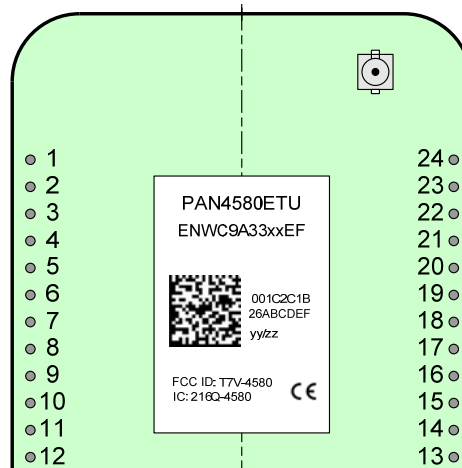 1 24
2 23
3 22
4 21
5 20
6 19
7 18
8 17
9 16
10 15
11 14
12 13
PAN4580ETU
ENWC9A33xxEF
001C2C1B
26ABCDEF
yy/zz
FCC ID: T7V-4580
IC: 216Q-4580
CE